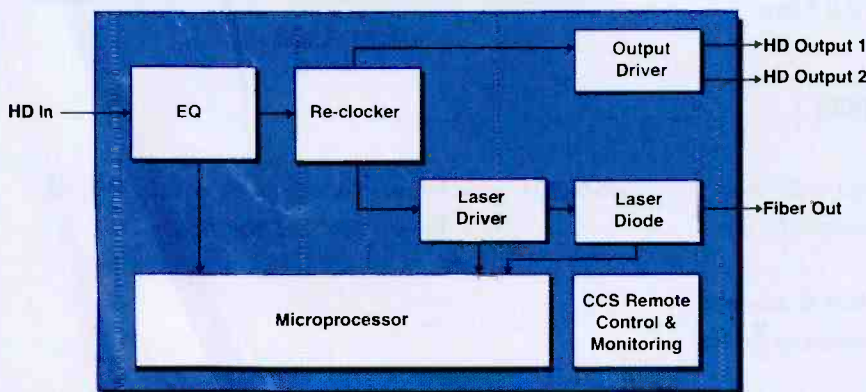 Output
Driver
HD Output 1
HD Output 2
HD In
EQ
Re-clocker
Laser
Driver
Laser
Diode
Fiber Out
Microprocessor
CCS Remote
Control &
Monitoring